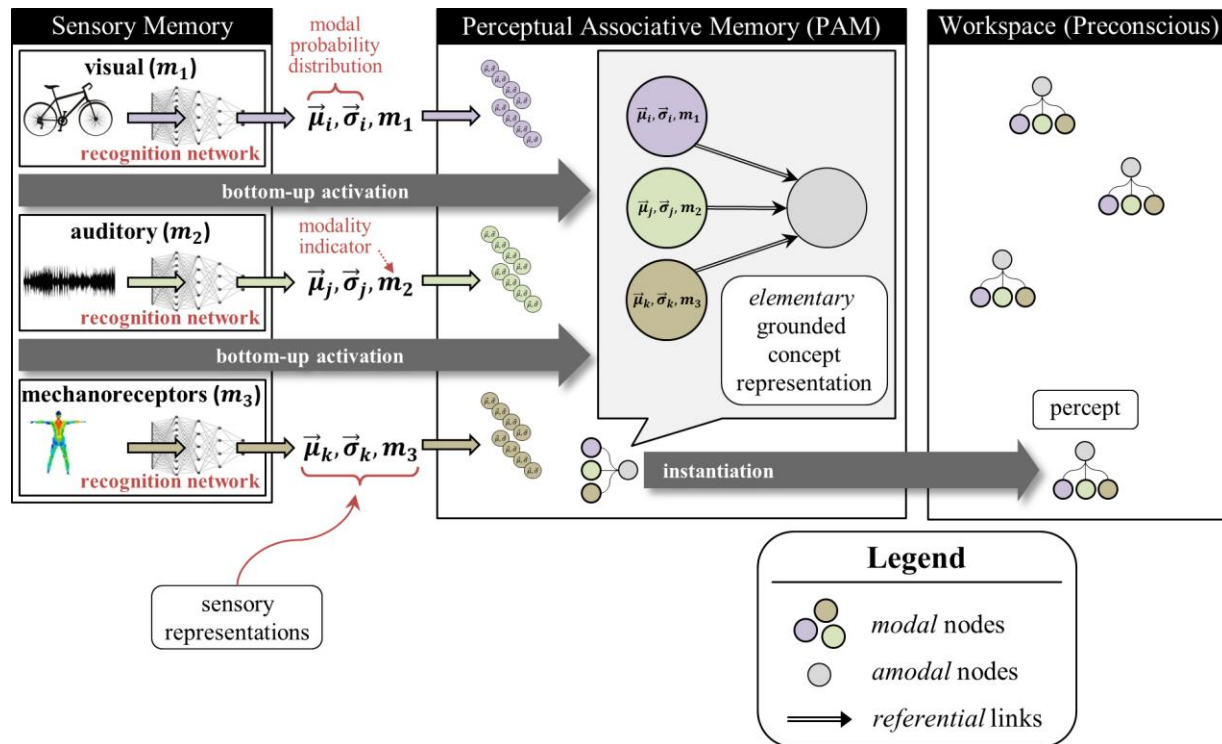 Sensory Memory
visual (m₁)
recognition network
modal
probability
distribution
μ⃗ᵢ, σ⃗ᵢ, m₁
bottom-up activation
auditory (m₂)
recognition network
modality
indicator
μ⃗ⱼ, σ⃗ⱼ, m₂
bottom-up activation
mechanoreceptors (m₃)
recognition network
μ⃗ₖ, σ⃗ₖ, m₃
sensory
representations
Perceptual Associative Memory (PAM)
μ⃗ᵢ, σ⃗ᵢ, m₁
μ⃗ⱼ, σ⃗ⱼ, m₂
μ⃗ₖ, σ⃗ₖ, m₃
elementary
grounded
concept
representation
instantiation
Workspace (Preconscious)
percept
Legend
modal nodes
amodal nodes
referential links